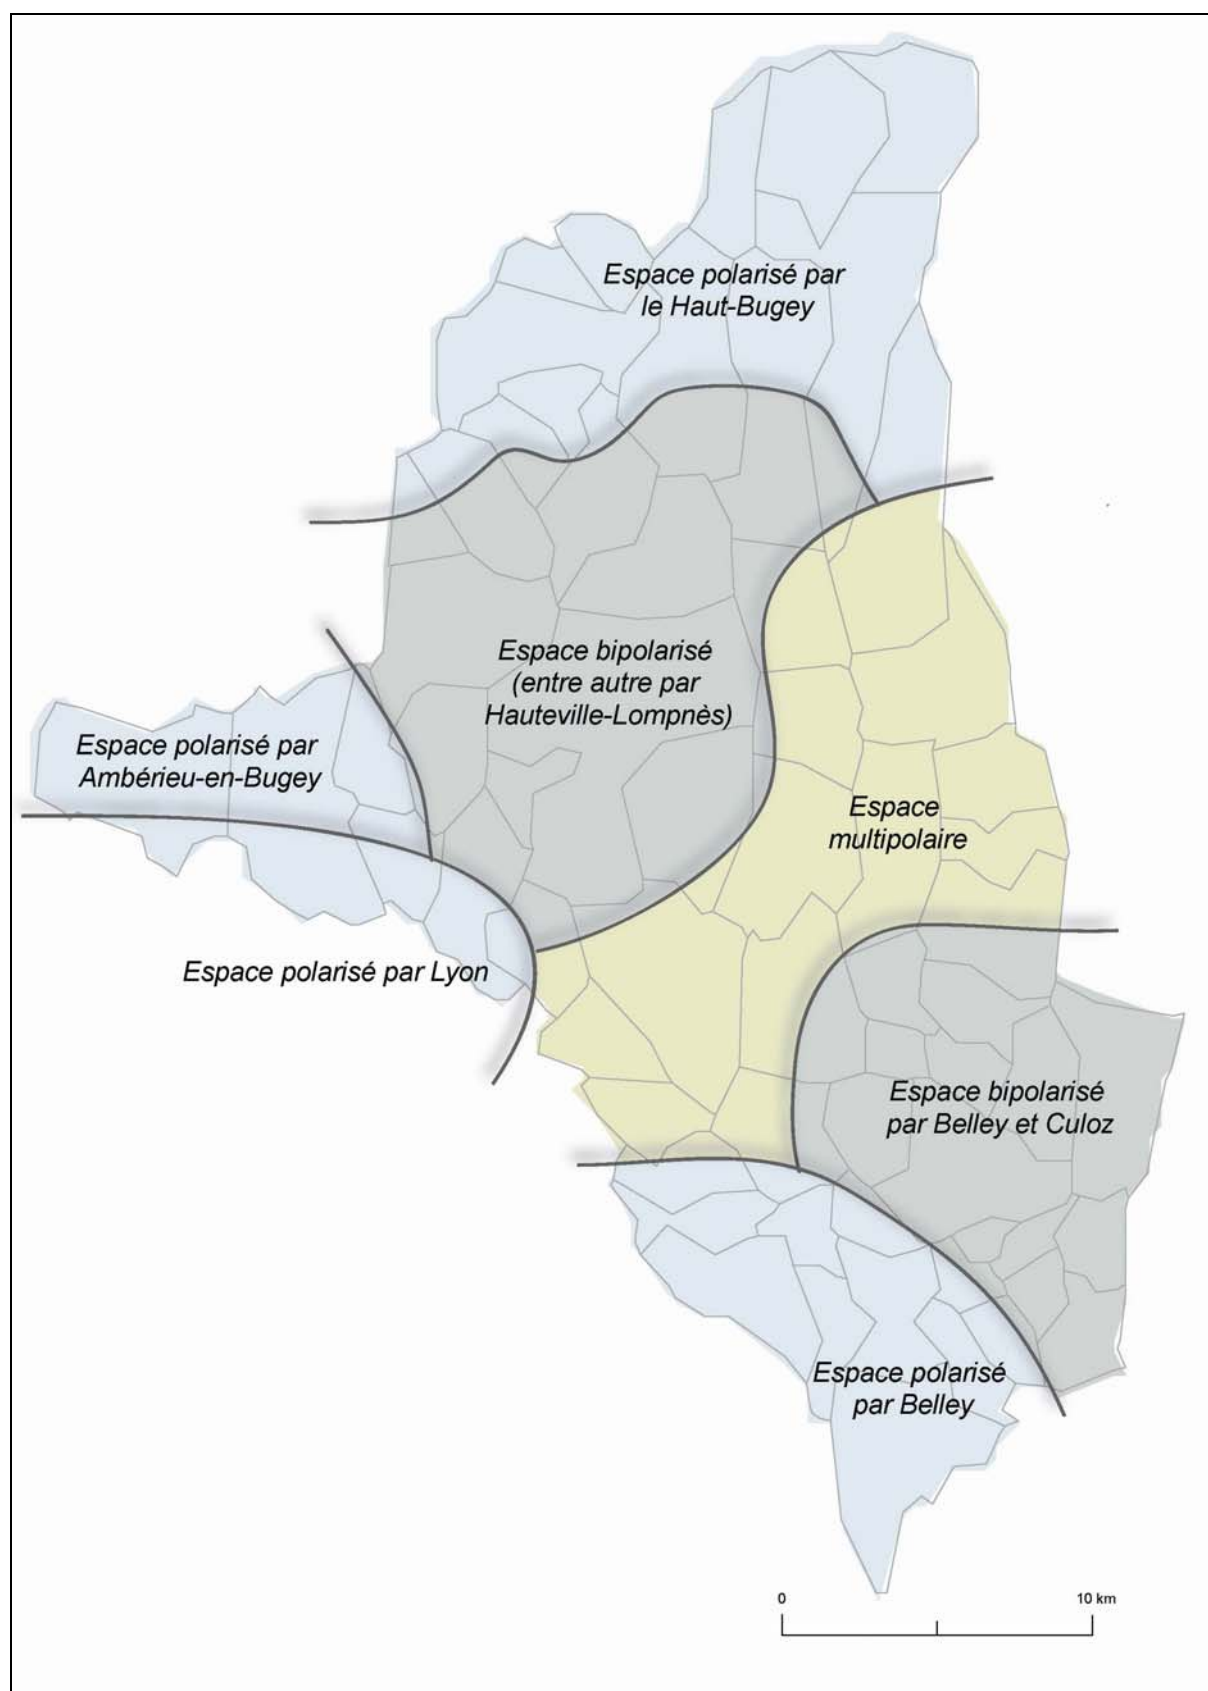 Espace polarisé par
le Haut-Bugey
Espace bipolarisé
(entre autre par
Hauteville-Lompnès)
Espace polarisé par
Ambérieu-en-Bugey
Espace
multipolaire
Espace polarisé par Lyon
Espace bipolarisé
par Belley et Culoz
Espace polarisé
par Belley
0 10 km